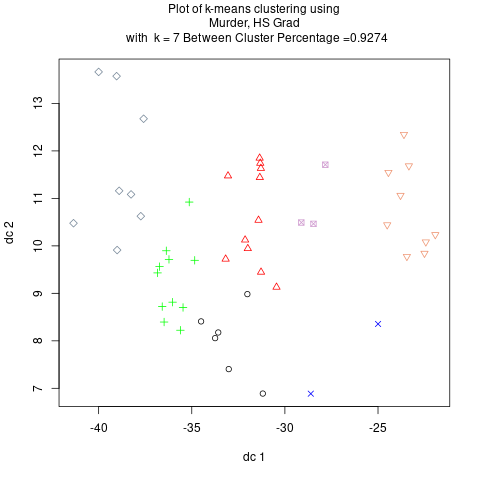 Plot of k-means clustering using
Murder, HS Grad
with k = 7 Between Cluster Percentage =0.9274
dc 2
13
12
11
10
9
8
7
-40
-35
-30
-25
dc 1